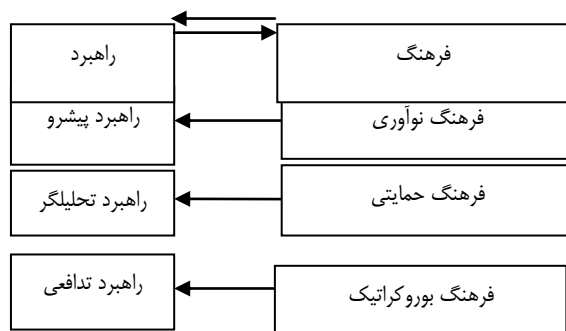 فرهنگ
راهبرد
فرهنگ نوآوری
راهبرد پیشرو
فرهنگ حمایتی
راهبرد تحلیلگر
فرهنگ بوروکراتیک
راهبرد تدافعی